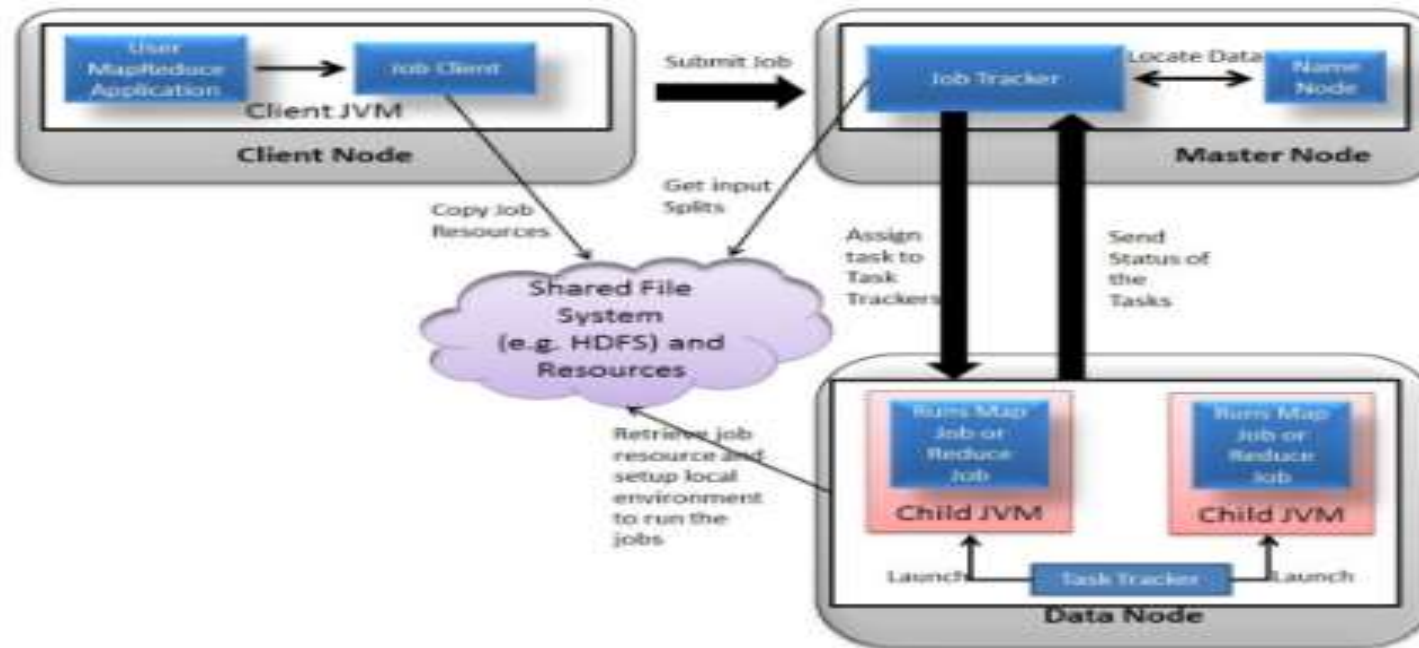 User
MapReduce
Application
Job Client
Client JVM
Client Node
Submit Job
Job Tracker
Locate Data
Name
Node
Master Node
Copy Job
Resources
Get input
Splits
Shared File
System
(e.g. HDFS) and
Resources
Assign
task to
Task
Trackers
Send
Status of
the
Tasks
Retrieve job
resource and
setup local
environment
to run the
jobs
Runs Map
Job or
Reduce
Job
Child JVM
Runs Map
Job or
Reduce
Job
Child JVM
Launch
Task Tracker
Launch
Data Node